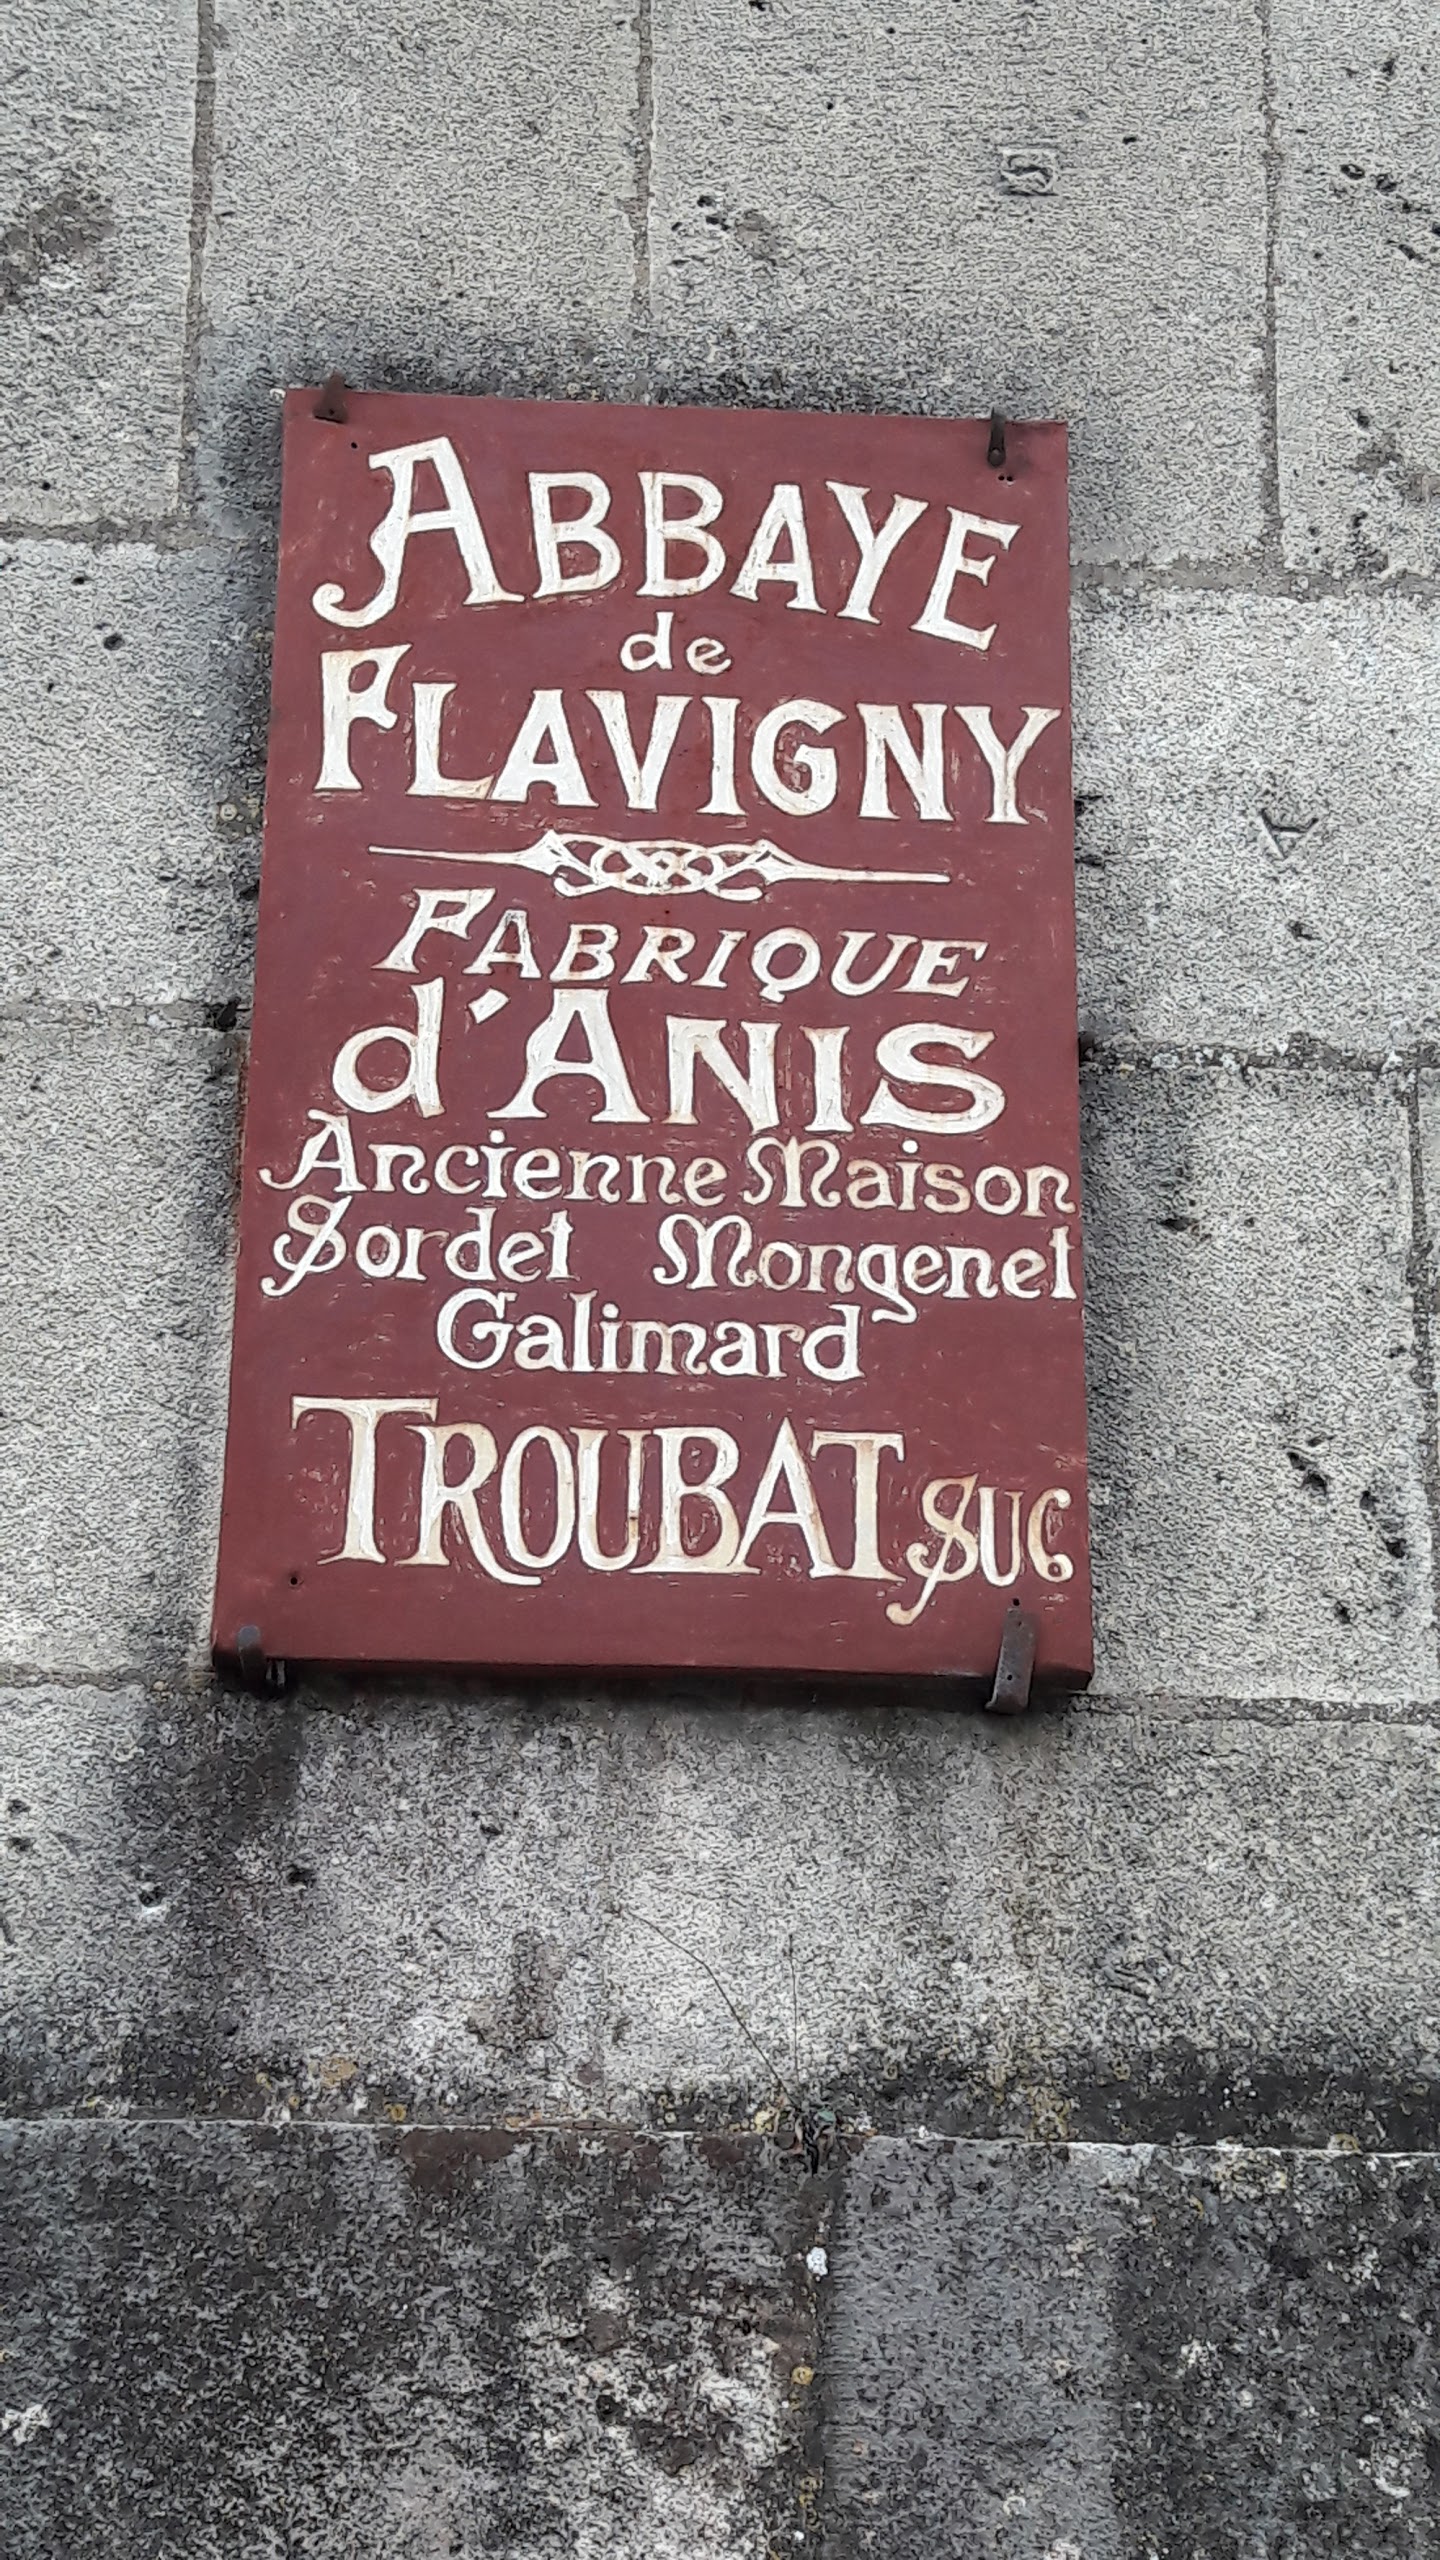 ABBAYE
de
FLAVIGNY
FABRIQUE
d'ANIS
Ancienne Maison
Sordet Mongenet
Galimard
TROUBAT SUC